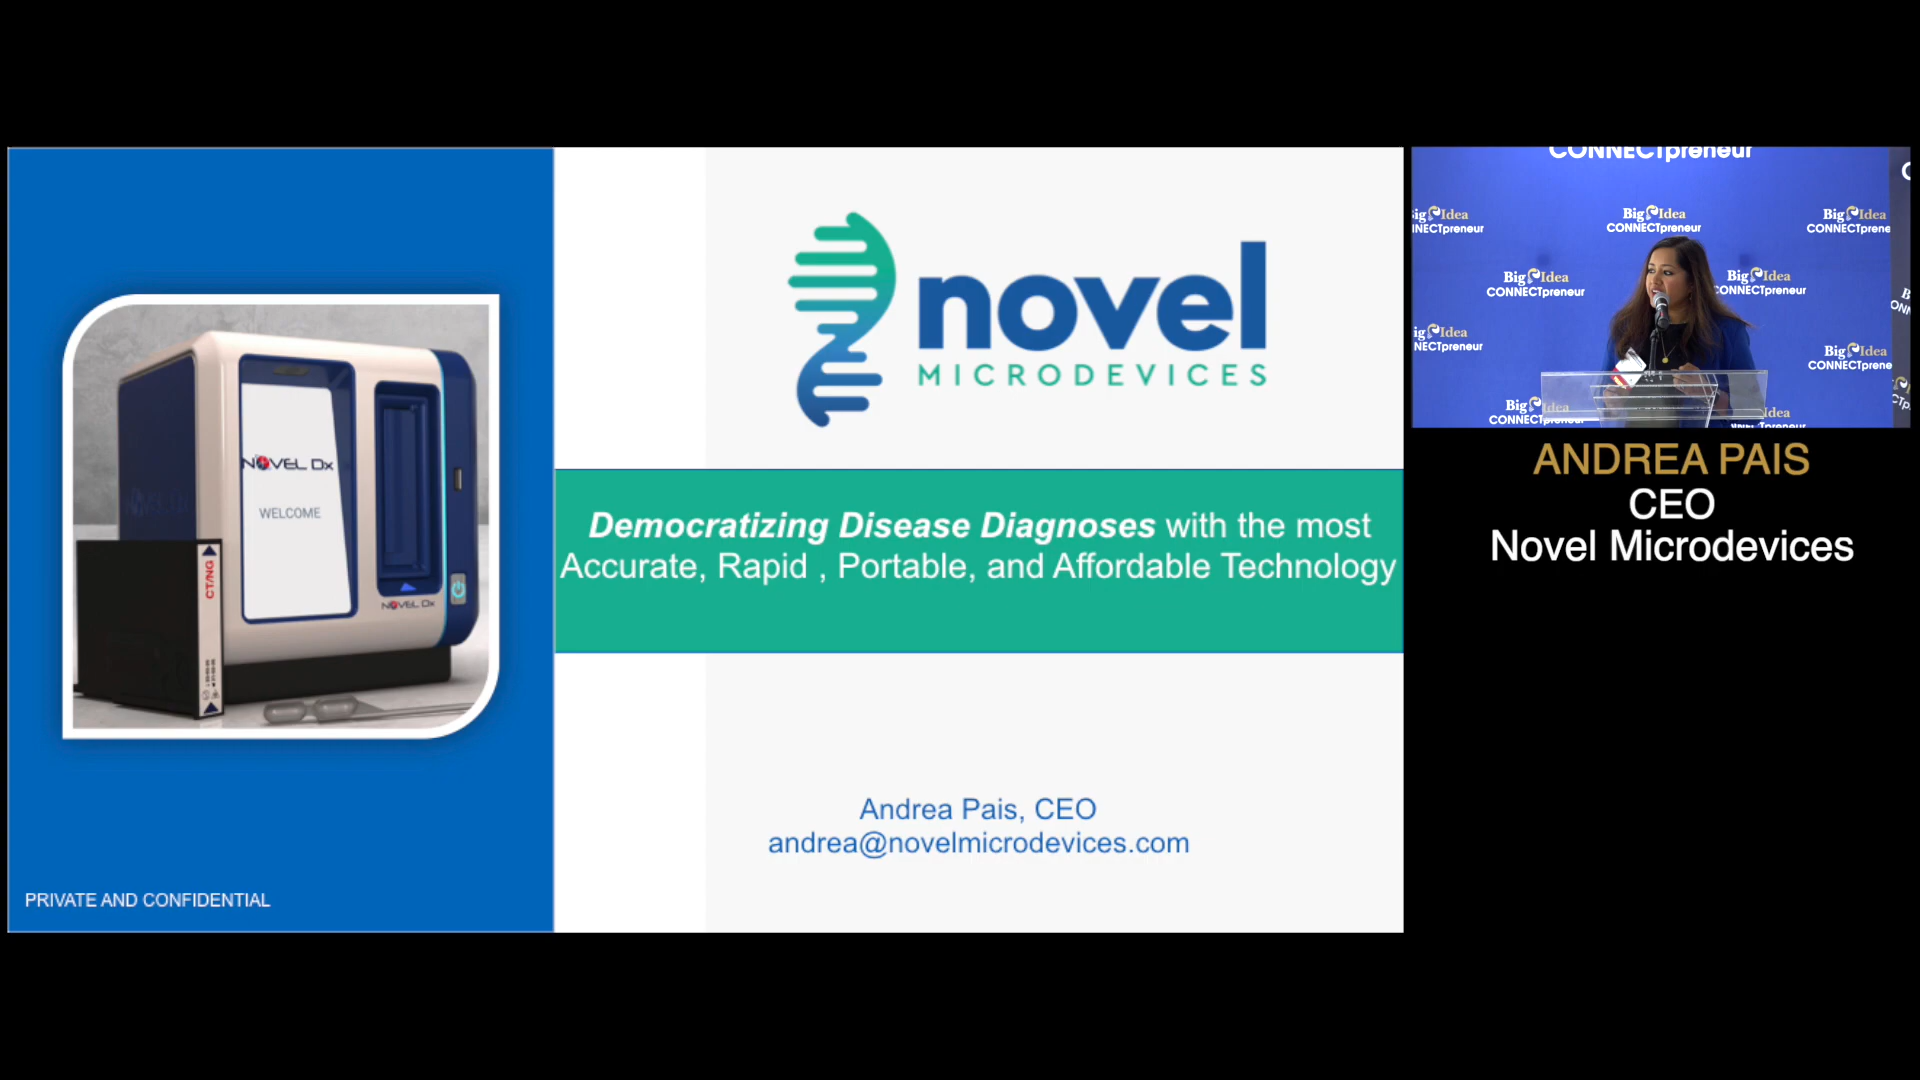 NOVEL Dx
WELCOME
CT/NG
NOVEL Dx
PRIVATE AND CONFIDENTIAL
novel
MICRODEVICES
Democratizing Disease Diagnoses with the most
Accurate, Rapid , Portable, and Affordable Technology
Andrea Pais, CEO
andrea@novelmicrodevices.com
CONNECTpreneur
Big Idea
CONNECTpreneur
Big Idea
CONNECTpreneur
Big Idea
CONNECTpreneur
Big Idea
CONNECTpreneur
ANDREA PAIS
CEO
Novel Microdevices